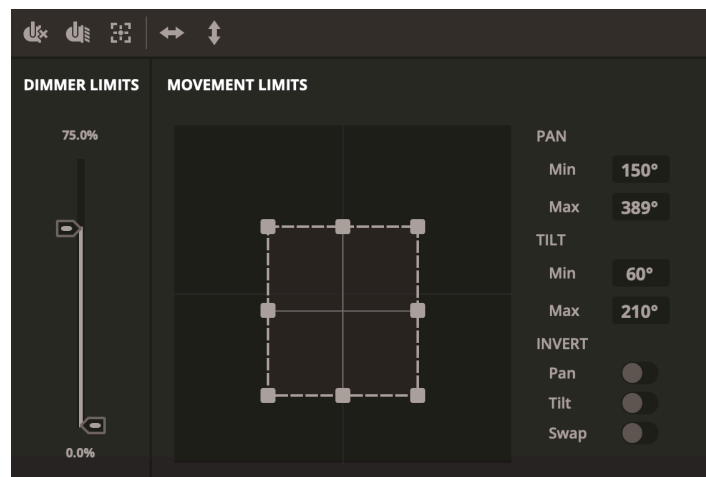 DIMMER LIMITS
75.0%
0.0%
MOVEMENT LIMITS
PAN
Min 150°
Max 389°
TILT
Min 60°
Max 210°
INVERT
Pan
Tilt
Swap